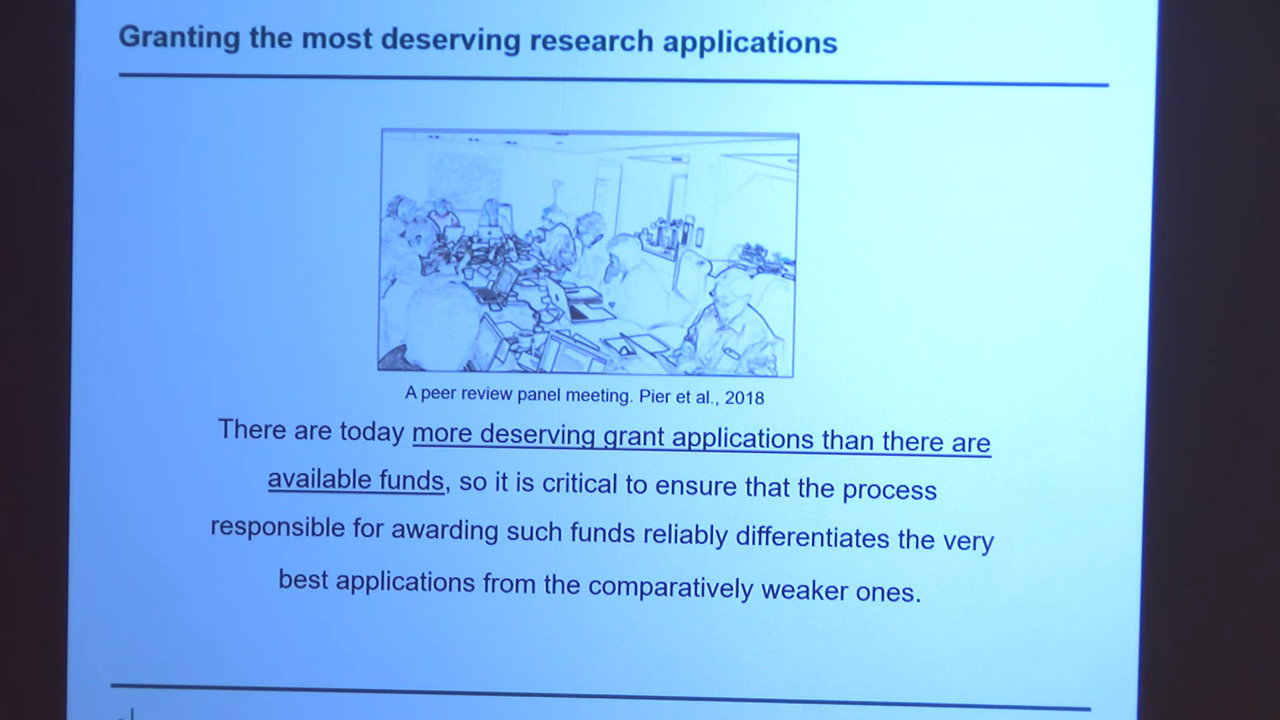 Granting the most deserving research applications
A peer review panel meeting. Pier et al., 2018
There are today more deserving grant applications than there are
available funds, so it is critical to ensure that the process
responsible for awarding such funds reliably differentiates the very
best applications from the comparatively weaker ones.